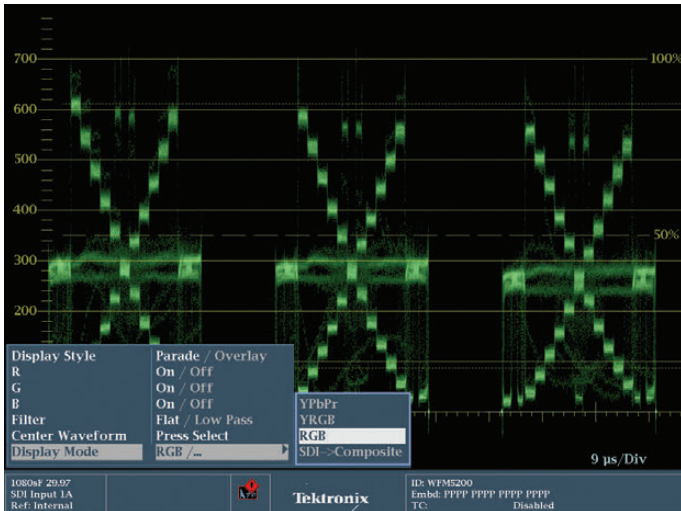 700
100%
600
500
400
50%
300
200
Display Style Parade / Overlay
R On / Off
G On / Off
B On / Off
Filter Flat / Low Pass
Center Waveform Press Select
Display Mode RGB /...
YPbPr
YRGB
RGB
SDI->Composite
9 µs/Div
1080sF 29.97
SDI Input 1A
Ref: Internal
Tektronix
ID: WFM5200
Embd: PPPP PPPP PPPP PPPP
TC: Disabled